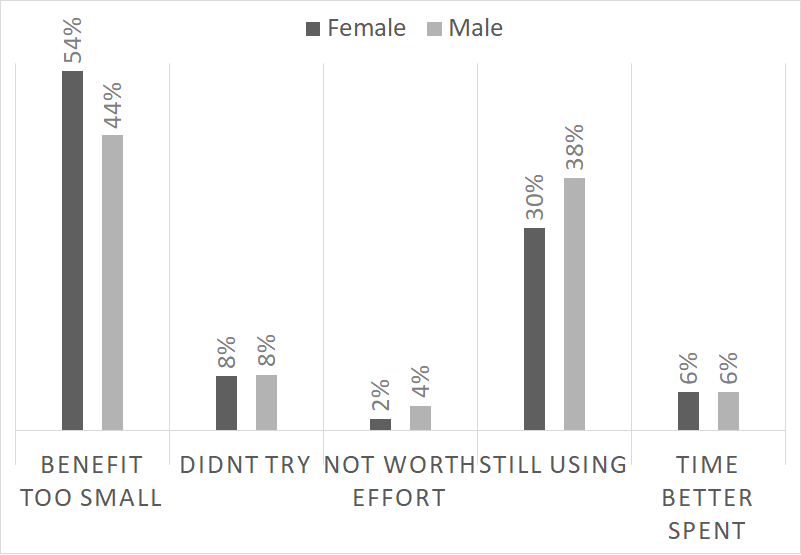 Female Male
54% 44% 8% 8% 2% 4% 30% 38% 6% 6%
BENEFIT DIDNT TRY NOT WORTH STILL USING TIME
TOO SMALL EFFORT BETTER
SPENT